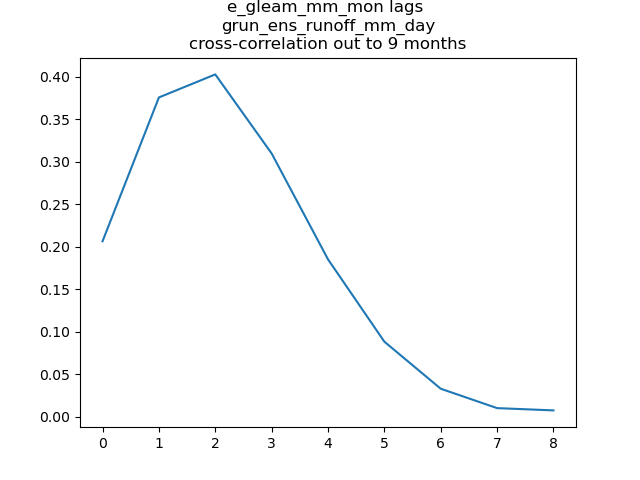 e_gleam_mm_mon lags
grun_ens_runoff_mm_day
cross-correlation out to 9 months
0.40
0.35
0.30
0.25
0.20
0.15
0.10
0.05
0.00
0 1 2 3 4 5 6 7 8